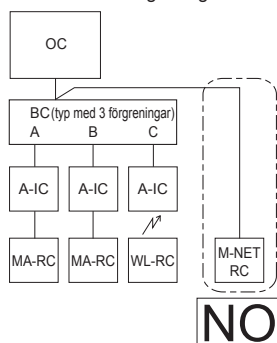 OC
BC(typ med 3 förgreningar)
A B C
A-IC A-IC A-IC
MA-RC MA-RC WL-RC M-NET
RC
NO